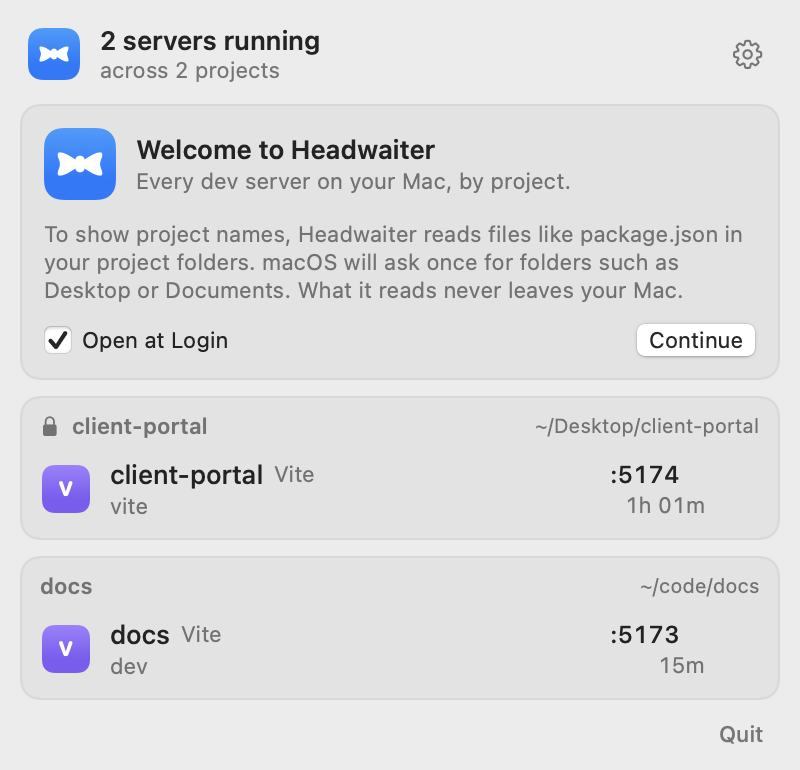 2 servers running
across 2 projects
Welcome to Headwaiter
Every dev server on your Mac, by project.
To show project names, Headwaiter reads files like package.json in
your project folders. macOS will ask once for folders such as
Desktop or Documents. What it reads never leaves your Mac.
Open at Login
Continue
client-portal ~/Desktop/client-portal
V
client-portal Vite :5174
vite 1h 01m
docs ~/code/docs
V
docs Vite :5173
dev 15m
Quit